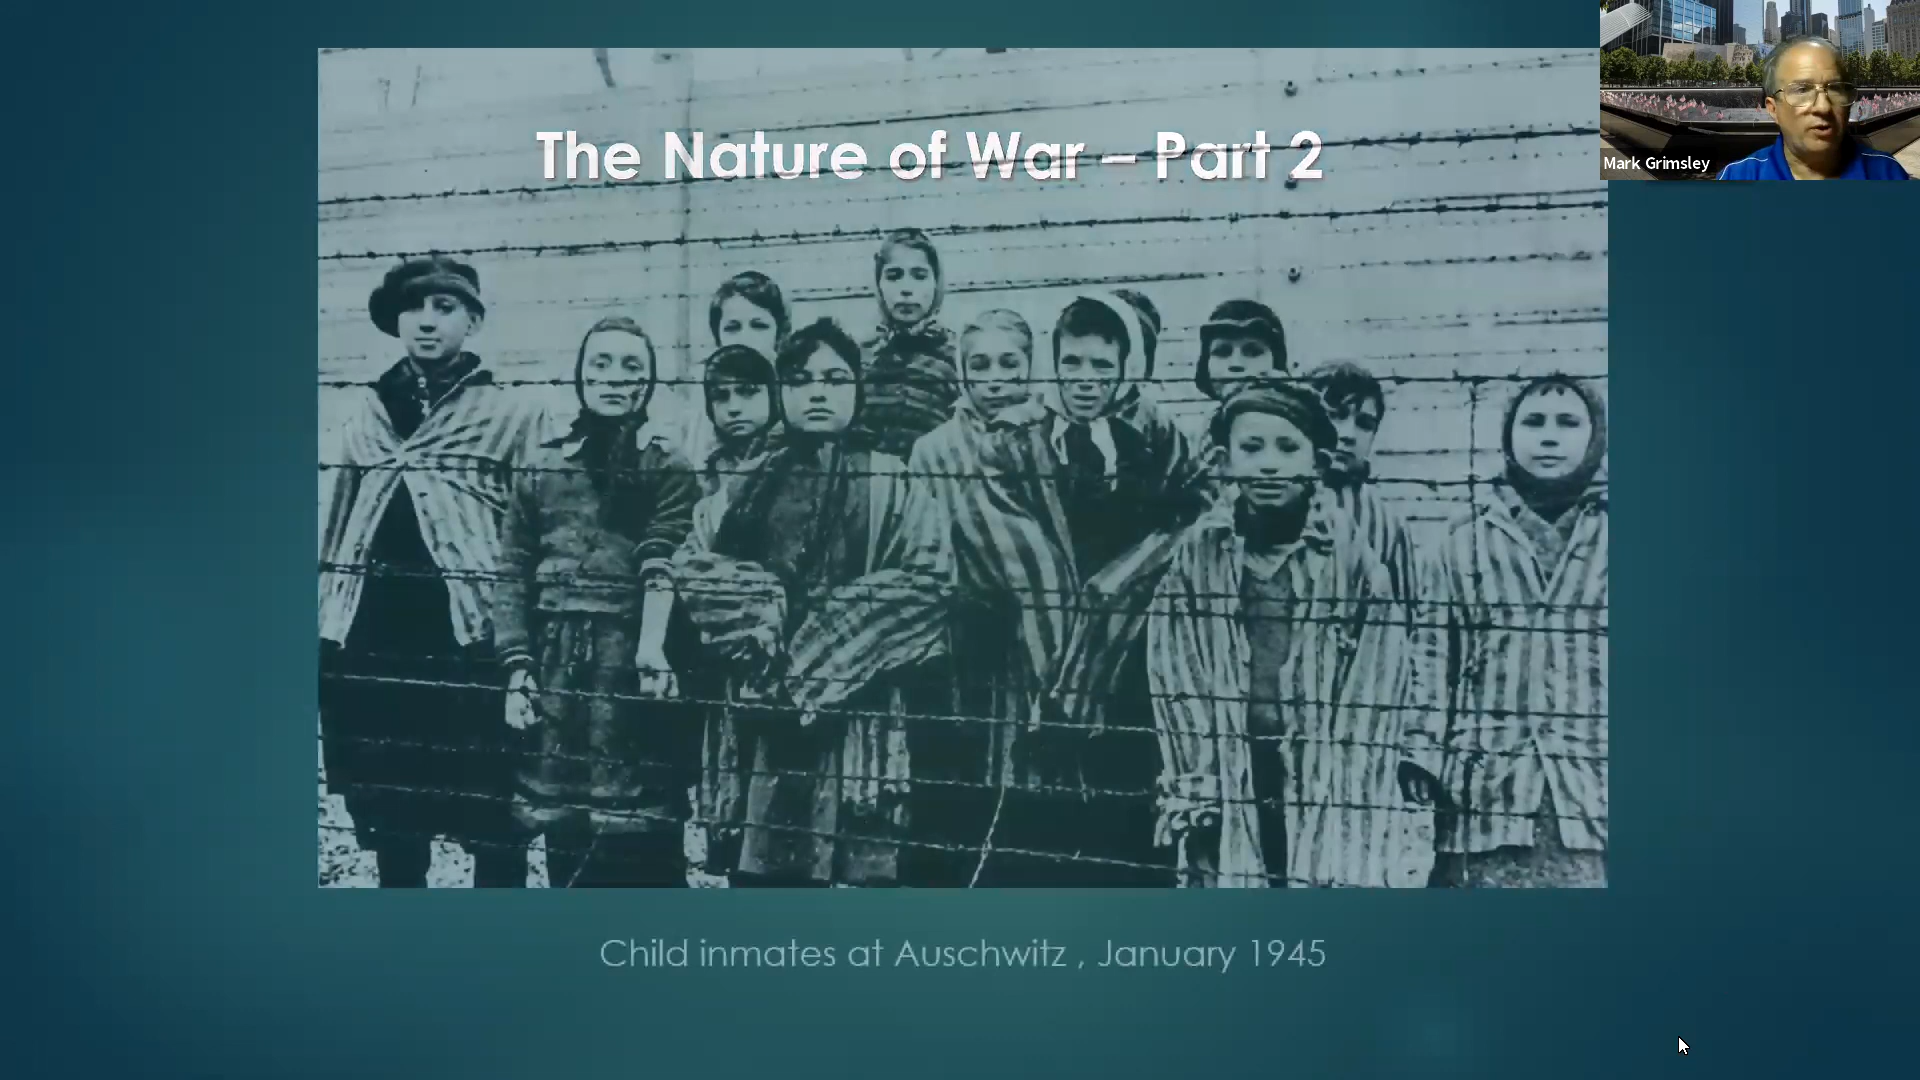 The Nature of War – Part 2
Mark Grimsley
Child inmates at Auschwitz , January 1945